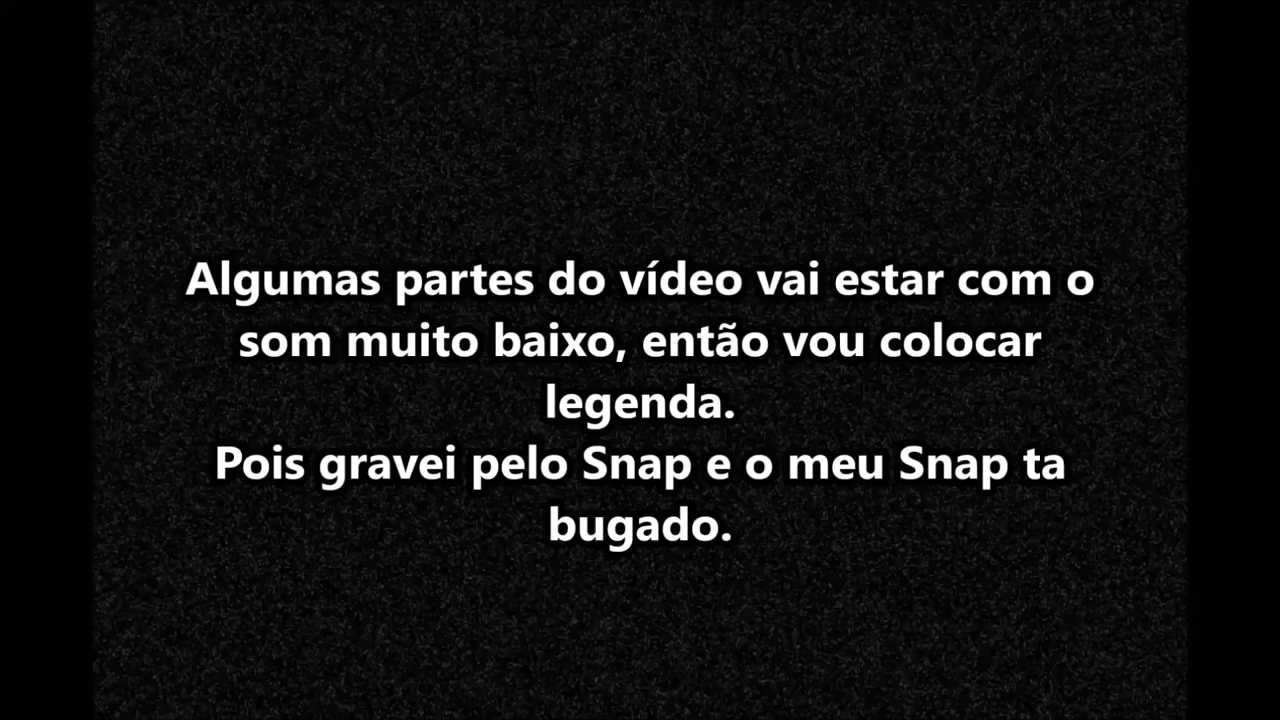 Algumas partes do vídeo vai estar com o
som muito baixo, então vou colocar
legenda.
Pois gravei pelo Snap e o meu Snap ta
bugado.